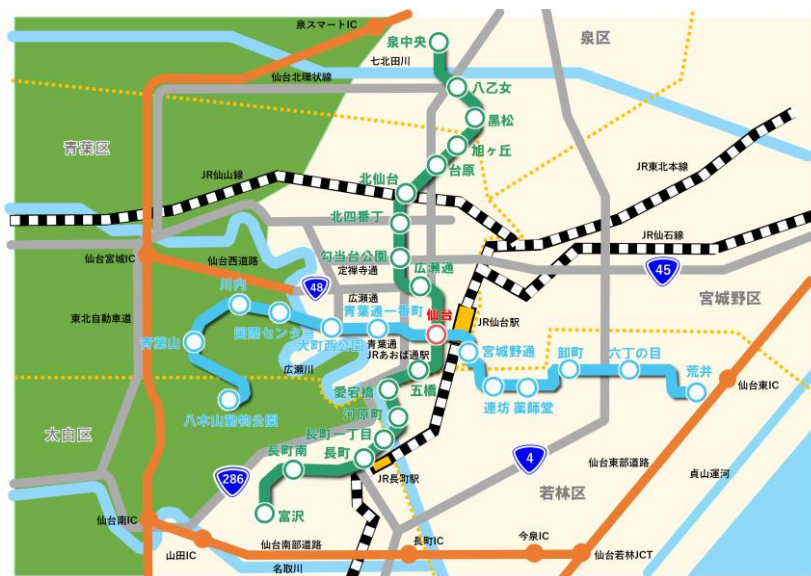 泉スマートIC
泉区
泉中央
七北田川
仙台北環状線
八乙女
黒松
青葉区
旭ヶ丘
台原
JR仙山線
JR東北本線
北仙台
北四番丁
JR仙石線
勾当台公園
仙台宮城IC
仙台西道路
定禅寺通
広瀬通
45
48
川内
広瀬通
宮城野区
東北自動車道
国際センター
青葉通一番町
仙台
JR仙台駅
大町西公園
青葉通
青葉山
JRあおば通駅
宮城野通
卸町
六丁の目
荒井
広瀬川
五橋
仙台東IC
愛宕橋
連坊
薬師堂
八木山動物公園
河原町
太白区
長町一丁目
長町南
長町
4
仙台東部道路
貞山運河
286
JR長町駅
若林区
富沢
仙台南IC
山田IC
仙台南部道路
長町IC
今泉IC
仙台若林JCT
名取川